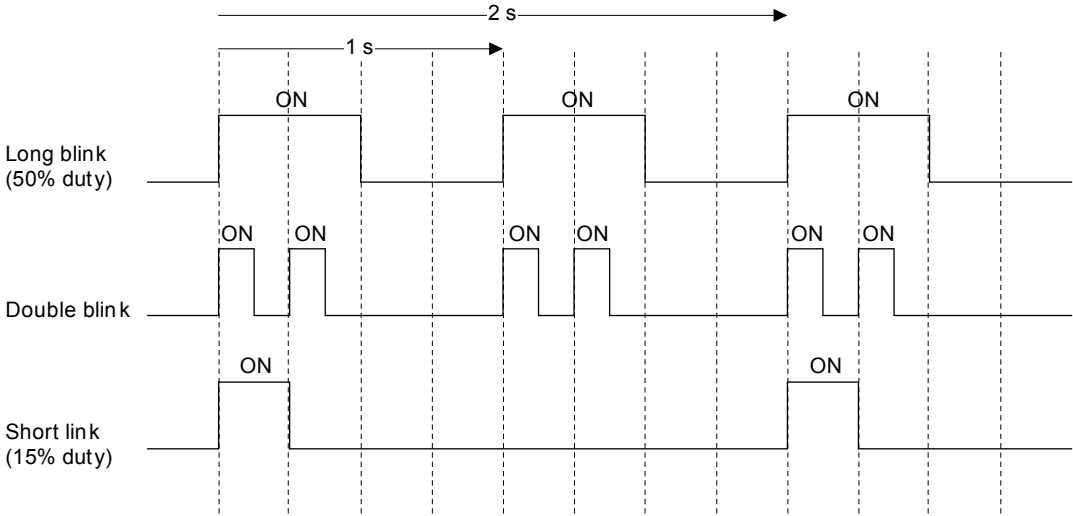 2 s
1 s
ON ON ON
Long blink
(50% duty)
ON ON ON ON ON ON
Double blink
ON ON
Short link
(15% duty)